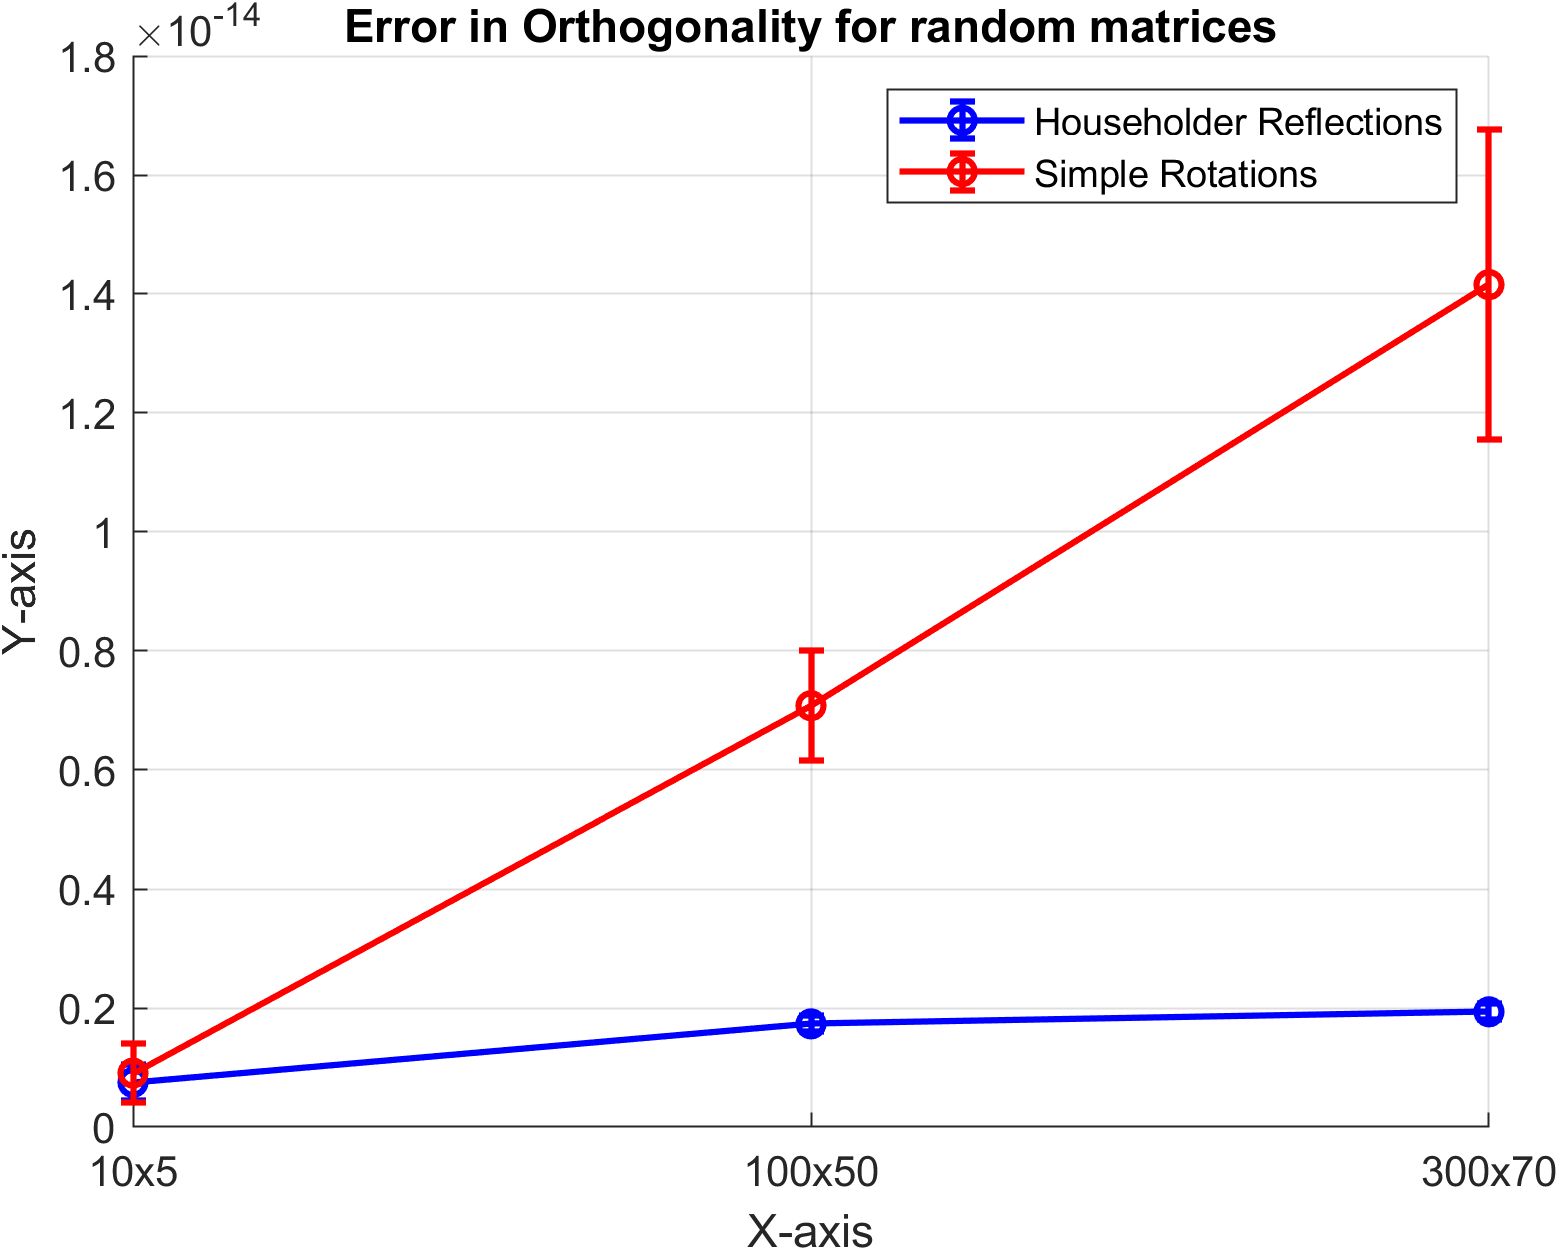 Error in Orthogonality for random matrices
×10-14
1.8
1.6
1.4
1.2
1
0.8
0.6
0.4
0.2
0
Y-axis
Householder Reflections
Simple Rotations
10x5
100x50
300x70
X-axis